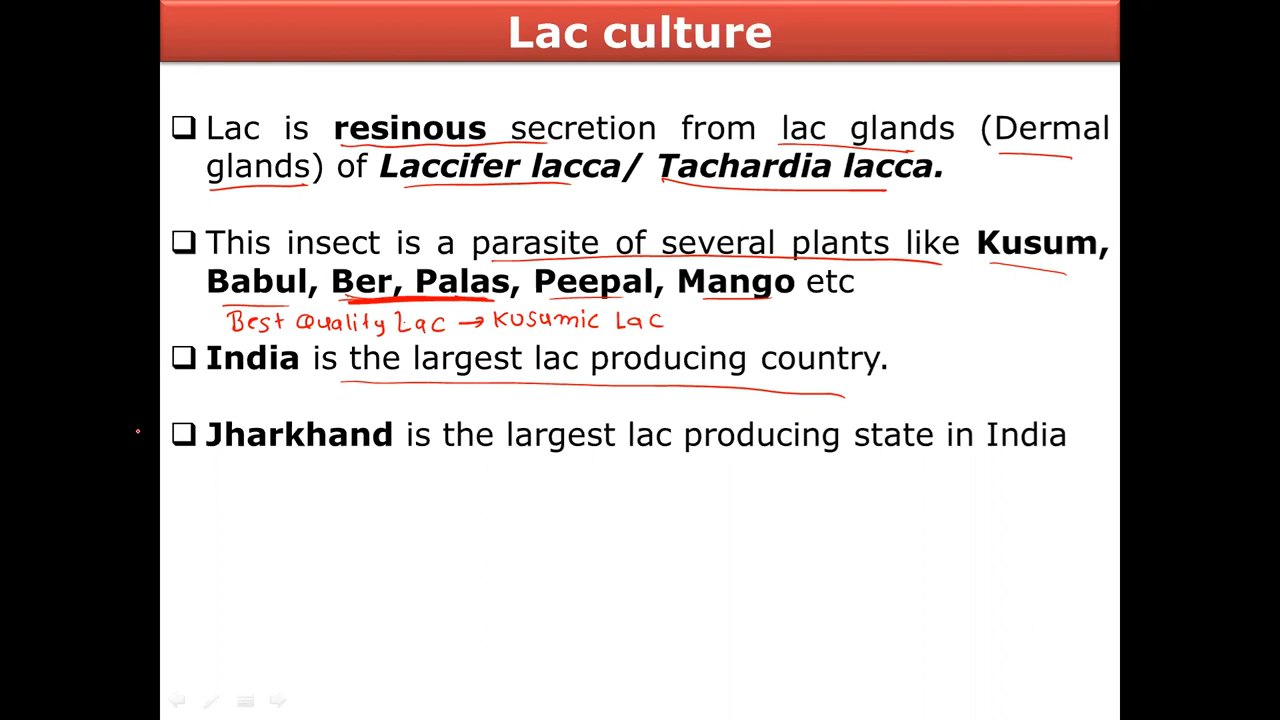 Lac culture
Lac is resinous secretion from lac glands (Dermal
glands) of Laccifer lacca/ Tachardia lacca.
This insect is a parasite of several plants like Kusum,
Babul, Ber, Palas, Peepal, Mango etc
Best Quality Lac → Kusumic Lac
India is the largest lac producing country.
Jharkhand is the largest lac producing state in India